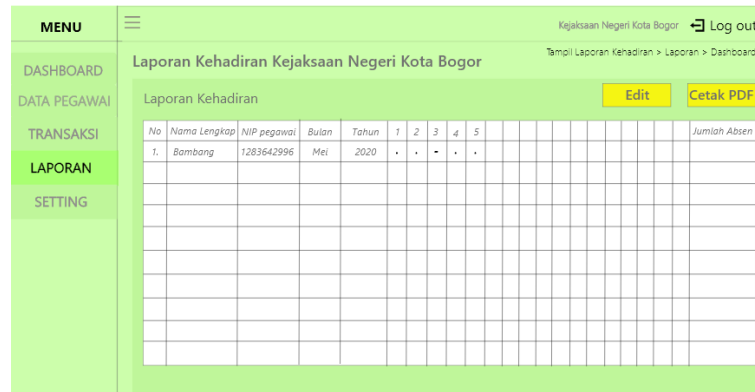 MENU
Kejaksaan Negeri Kota Bogor
Log out
Tampil Laporan Kehadiran > Laporan > Dashboard
Laporan Kehadiran Kejaksaan Negeri Kota Bogor
DASHBOARD
DATA PEGAWAI
TRANSAKSI
LAPORAN
SETTING
Laporan Kehadiran
Edit
Cetak PDF
No Nama Lengkap NIP pegawai Bulan Tahun 1 2 3 4 5 Jumlah Absen
1. Bambang 1283642996 Mei 2020 . . - . .